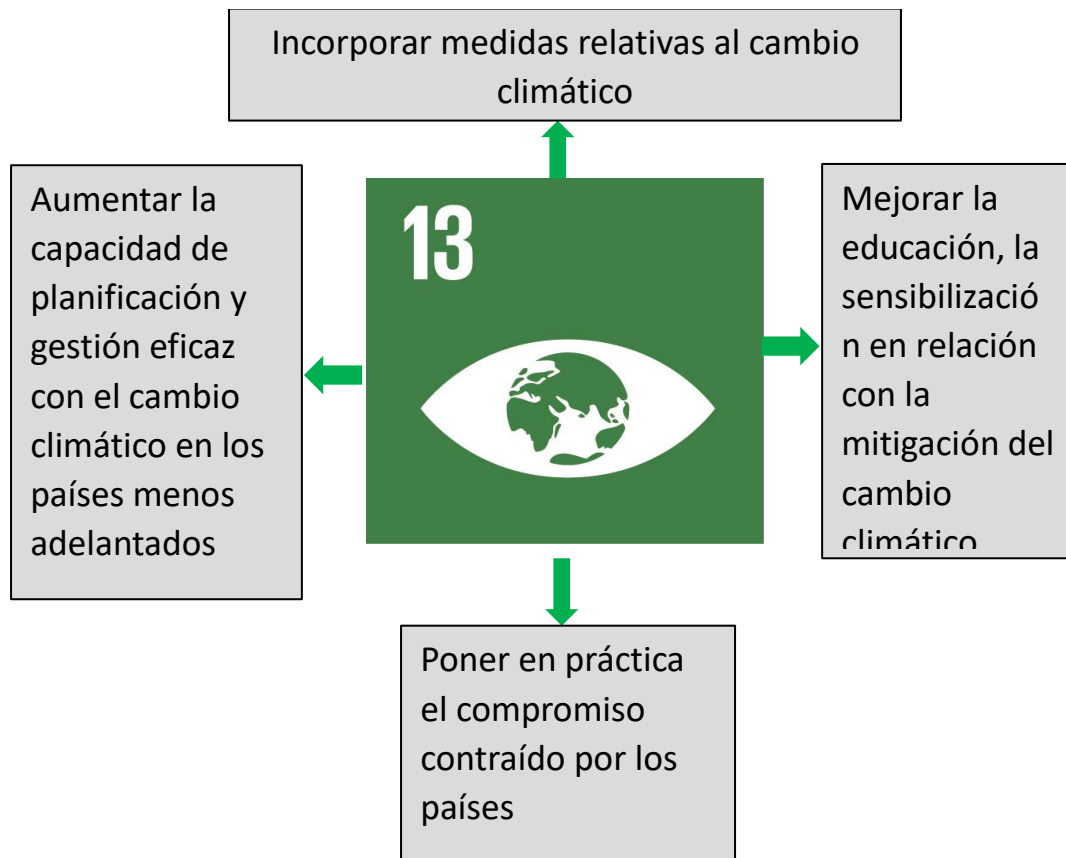 Incorporar medidas relativas al cambio
climático
Aumentar la
capacidad de
planificación y
gestión eficaz
con el cambio
climático en los
países menos
adelantados
13
Mejorar la
educación, la
sensibilizació
n en relación
con la
mitigación del
cambio
climático
Poner en práctica
el compromiso
contraído por los
países